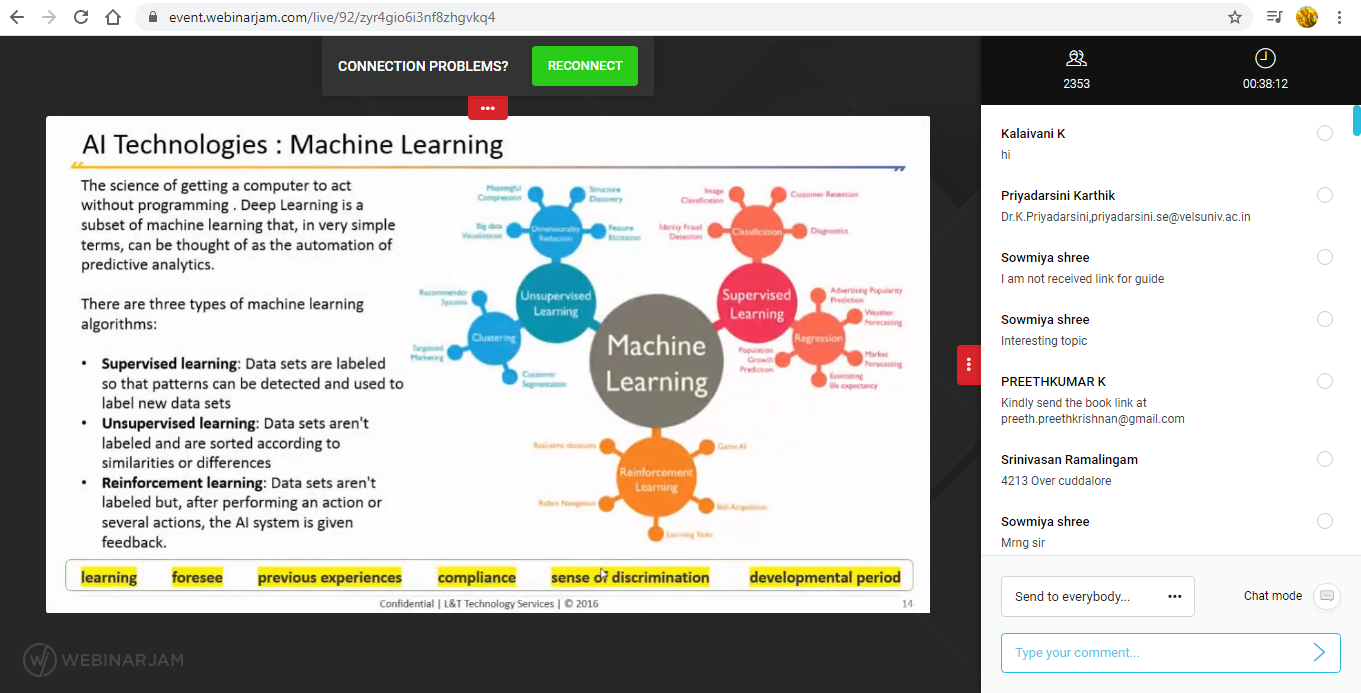 event.webinarjam.com/live/92/zyr4gio6i3nf8zhgvkq4
CONNECTION PROBLEMS?
RECONNECT
AI Technologies : Machine Learning
The science of getting a computer to act
without programming . Deep Learning is a
subset of machine learning that, in very simple
terms, can be thought of as the automation of
predictive analytics.
There are three types of machine learning
algorithms:
• Supervised learning: Data sets are labeled
so that patterns can be detected and used to
label new data sets
• Unsupervised learning: Data sets aren't
labeled and are sorted according to
similarities or differences
• Reinforcement learning: Data sets aren't
labeled but, after performing an action or
several actions, the AI system is given
feedback.
Meaningful
Compression
Structure
Discovery
Big data
Visualisation
Dimensionality
Reduction
Feature
Elicitation
Unsupervised
Learning
Recommender
Systems
Clustering
Targeted
Marketing
Customer
Segmentation
Image
Classification
Customer Retention
Identity Fraud
Detection
Classification
Diagnostics
Supervised
Learning
Advertising Popularity
Prediction
Weather
Forecasting
Regression
Population
Growth
Prediction
Market
Forecasting
Estimating
life expectancy
Machine
Learning
Real-time decisions
Game AI
Reinforcement
Learning
Robot Navigation
Skill Acquisition
Learning Tasks
learning foresee previous experiences compliance sense of discrimination developmental period
Confidential | L&T Technology Services | © 2016
14
WEBINARJAM
2353
00:38:12
Kalaivani K
hi
Priyadarsini Karthik
Dr.K.Priyadarsini,priyadarsini.se@velsuniv.ac.in
Sowmiya shree
I am not received link for guide
Sowmiya shree
Interesting topic
PREETHKUMAR K
Kindly send the book link at
preeth.preethkrishnan@gmail.com
Srinivasan Ramalingam
4213 Over cuddalore
Sowmiya shree
Mrng sir
Send to everybody...
Chat mode
Type your comment...